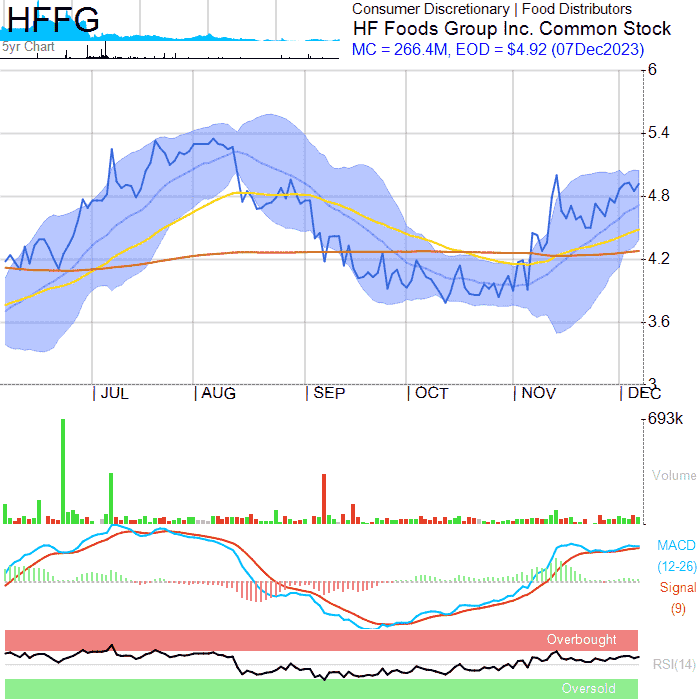 HFFG
5yr Chart
Consumer Discretionary | Food Distributors
HF Foods Group Inc. Common Stock
MC = 266.4M, EOD = $4.92 (07Dec2023)
6
5.4
4.8
4.2
3.6
3
JUL AUG SEP OCT NOV DEC
693k
Volume
MACD
(12-26)
Signal
(9)
Overbought
RSI(14)
Oversold